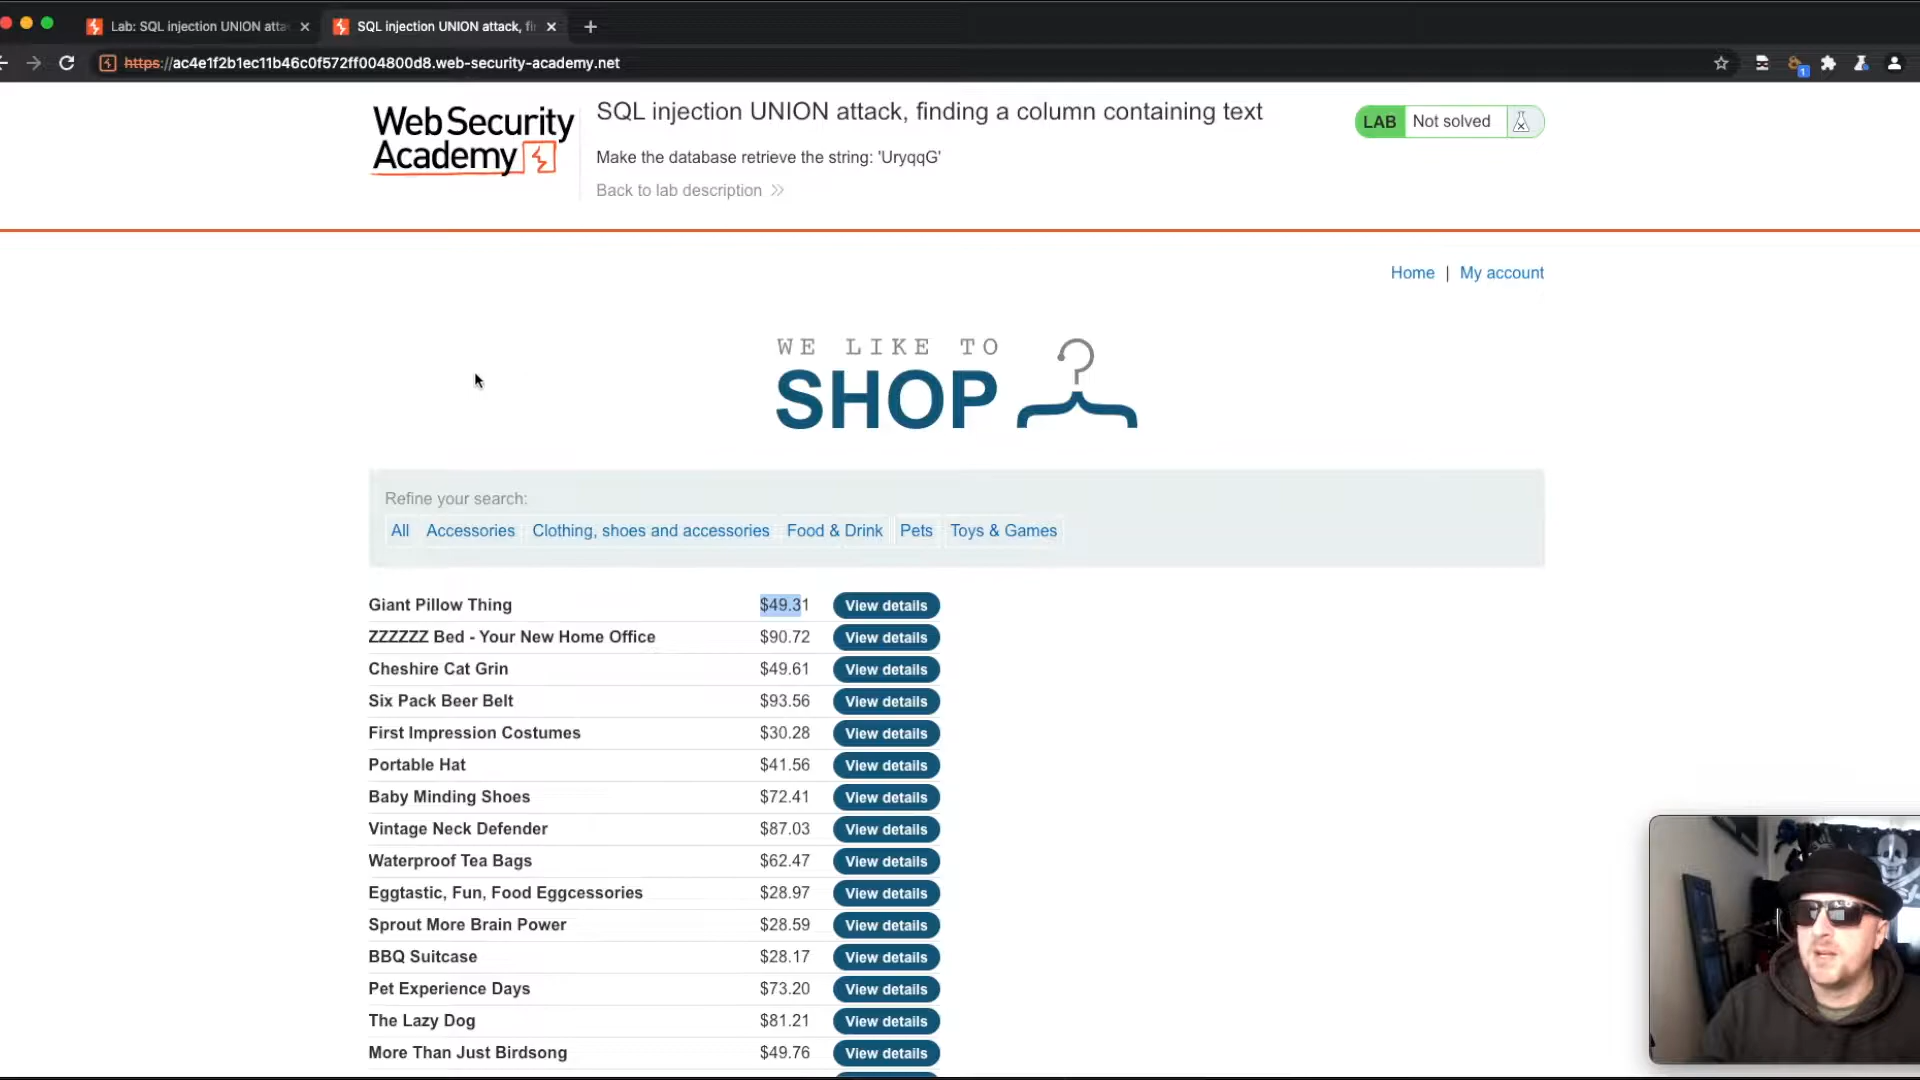 Lab: SQL injection UNION atta
SQL injection UNION attack, fi
https://ac4e1f2b1ec11b46c0f572ff004800d8.web-security-academy.net
1
Web Security
Academy
SQL injection UNION attack, finding a column containing text
Make the database retrieve the string: 'UryqqG'
Back to lab description
LAB Not solved
Home | My account
WE LIKE TO
SHOP
Refine your search:
All Accessories Clothing, shoes and accessories Food & Drink Pets Toys & Games
Giant Pillow Thing $49.31 View details
ZZZZZZ Bed - Your New Home Office $90.72 View details
Cheshire Cat Grin $49.61 View details
Six Pack Beer Belt $93.56 View details
First Impression Costumes $30.28 View details
Portable Hat $41.56 View details
Baby Minding Shoes $72.41 View details
Vintage Neck Defender $87.03 View details
Waterproof Tea Bags $62.47 View details
Eggtastic, Fun, Food Eggcessories $28.97 View details
Sprout More Brain Power $28.59 View details
BBQ Suitcase $28.17 View details
Pet Experience Days $73.20 View details
The Lazy Dog $81.21 View details
More Than Just Birdsong $49.76 View details